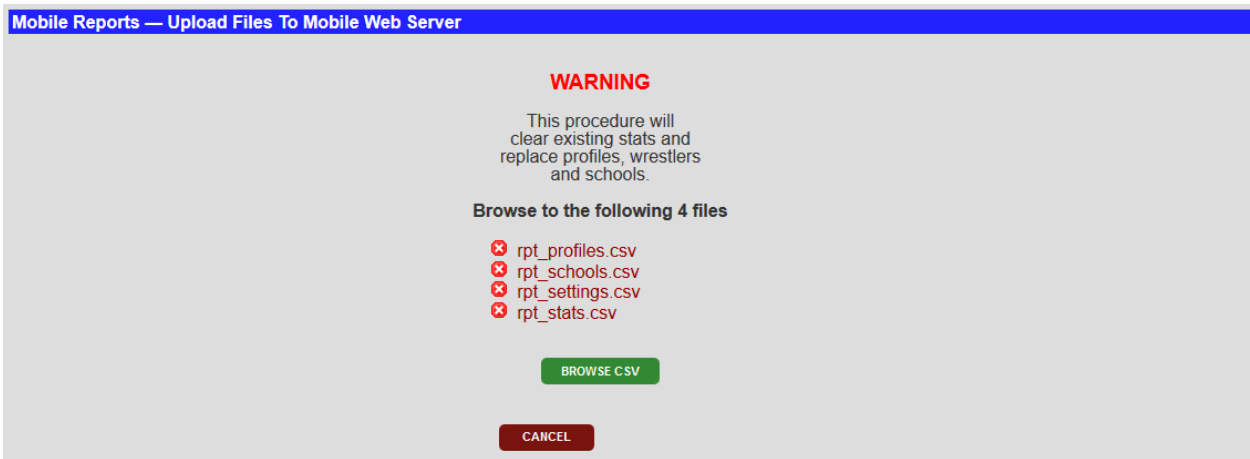 Mobile Reports — Upload Files To Mobile Web Server
WARNING
This procedure will
clear existing stats and
replace profiles, wrestlers
and schools.
Browse to the following 4 files
rpt_profiles.csv
rpt_schools.csv
rpt_settings.csv
rpt_stats.csv
BROWSE CSV
CANCEL